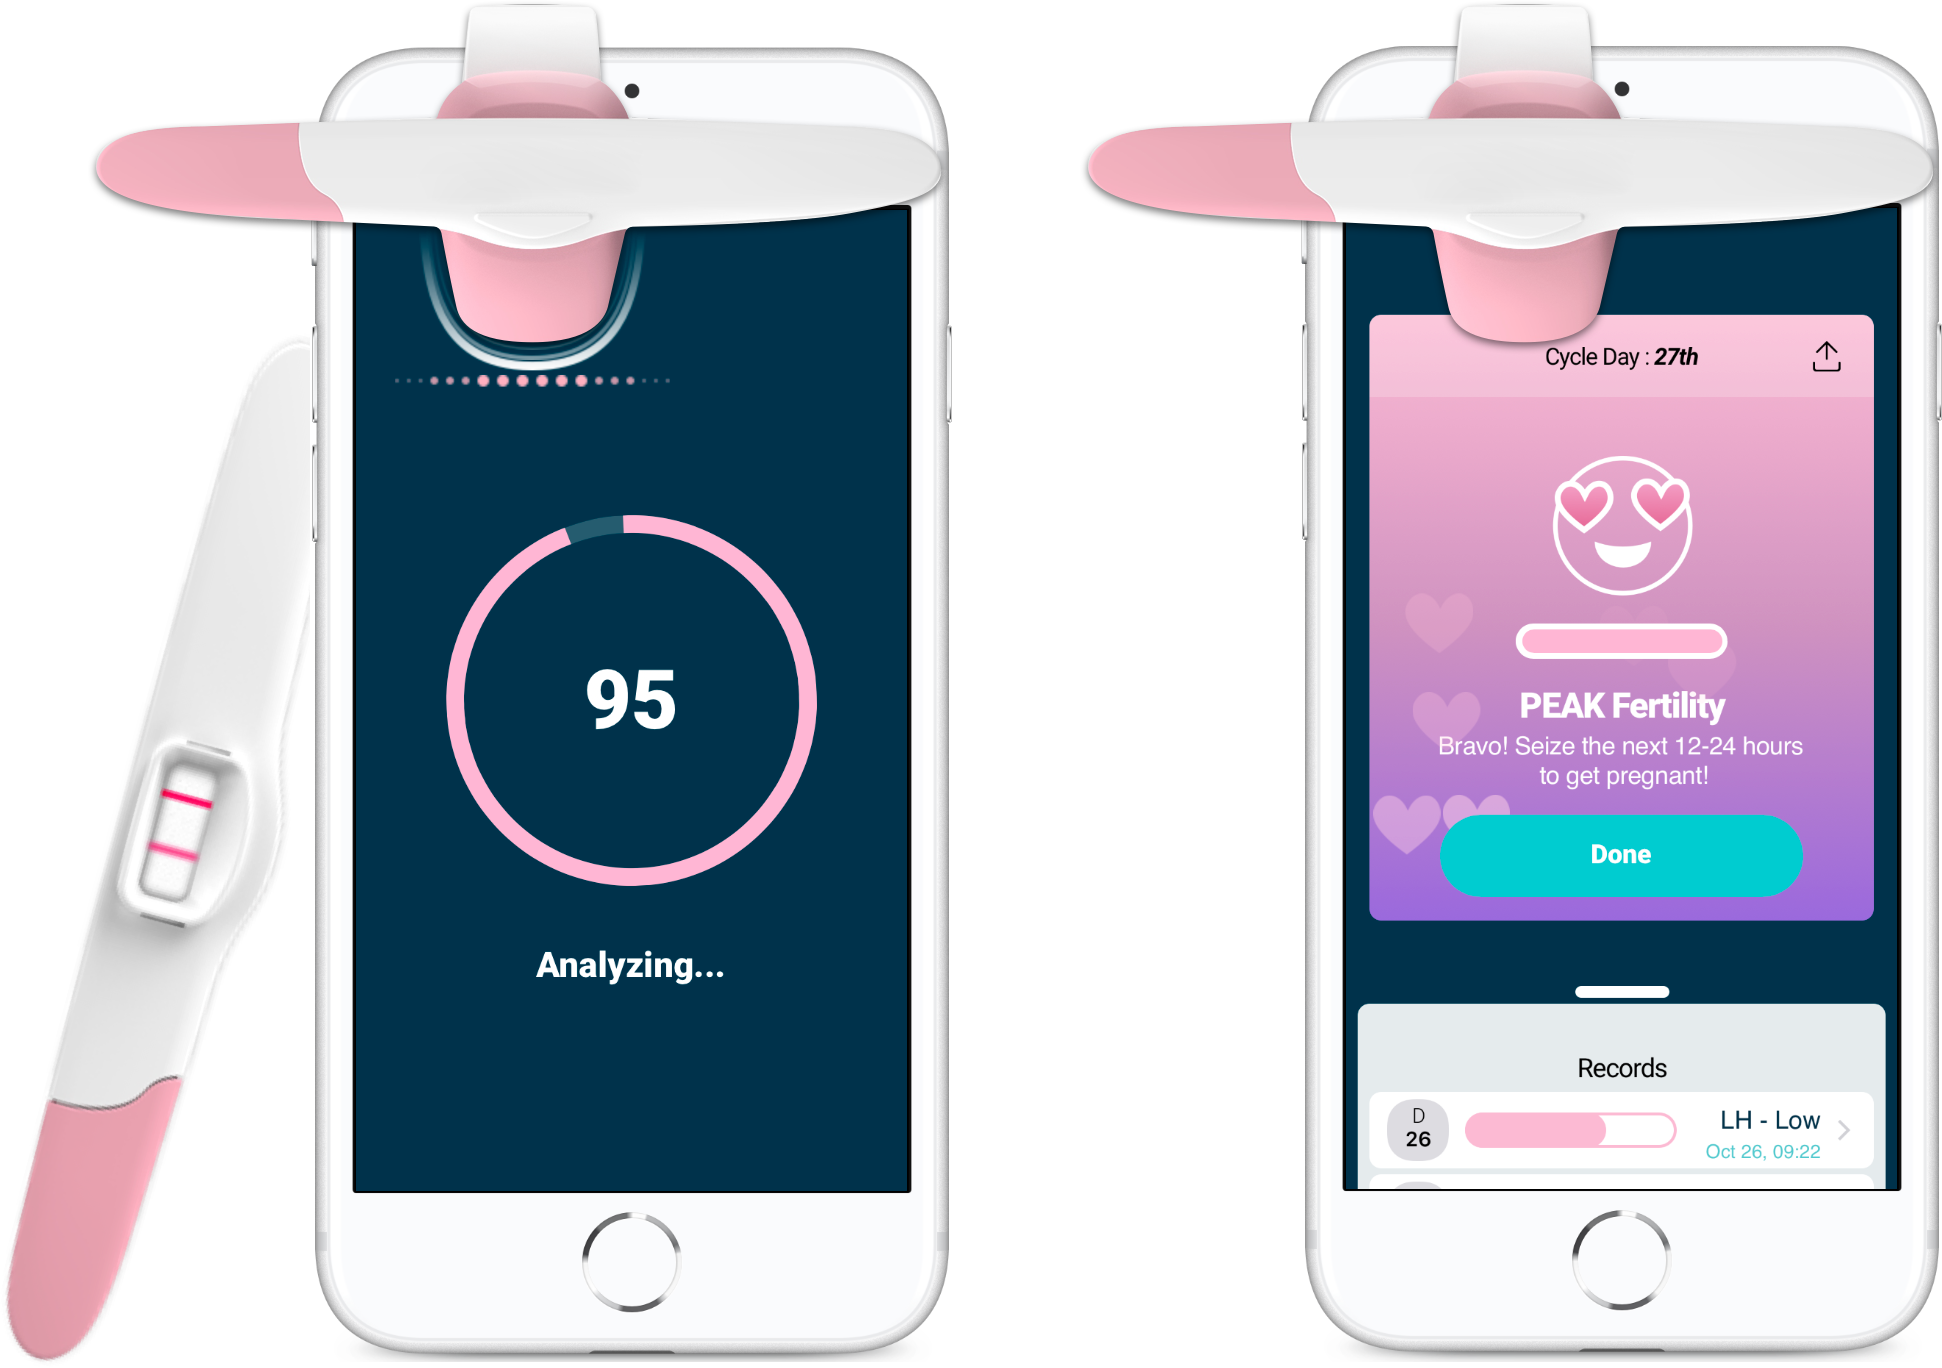 95
Analyzing...
Cycle Day : 27th
PEAK Fertility
Bravo! Seize the next 12-24 hours
to get pregnant!
Done
Records
D
26
LH - Low
Oct 26, 09:22